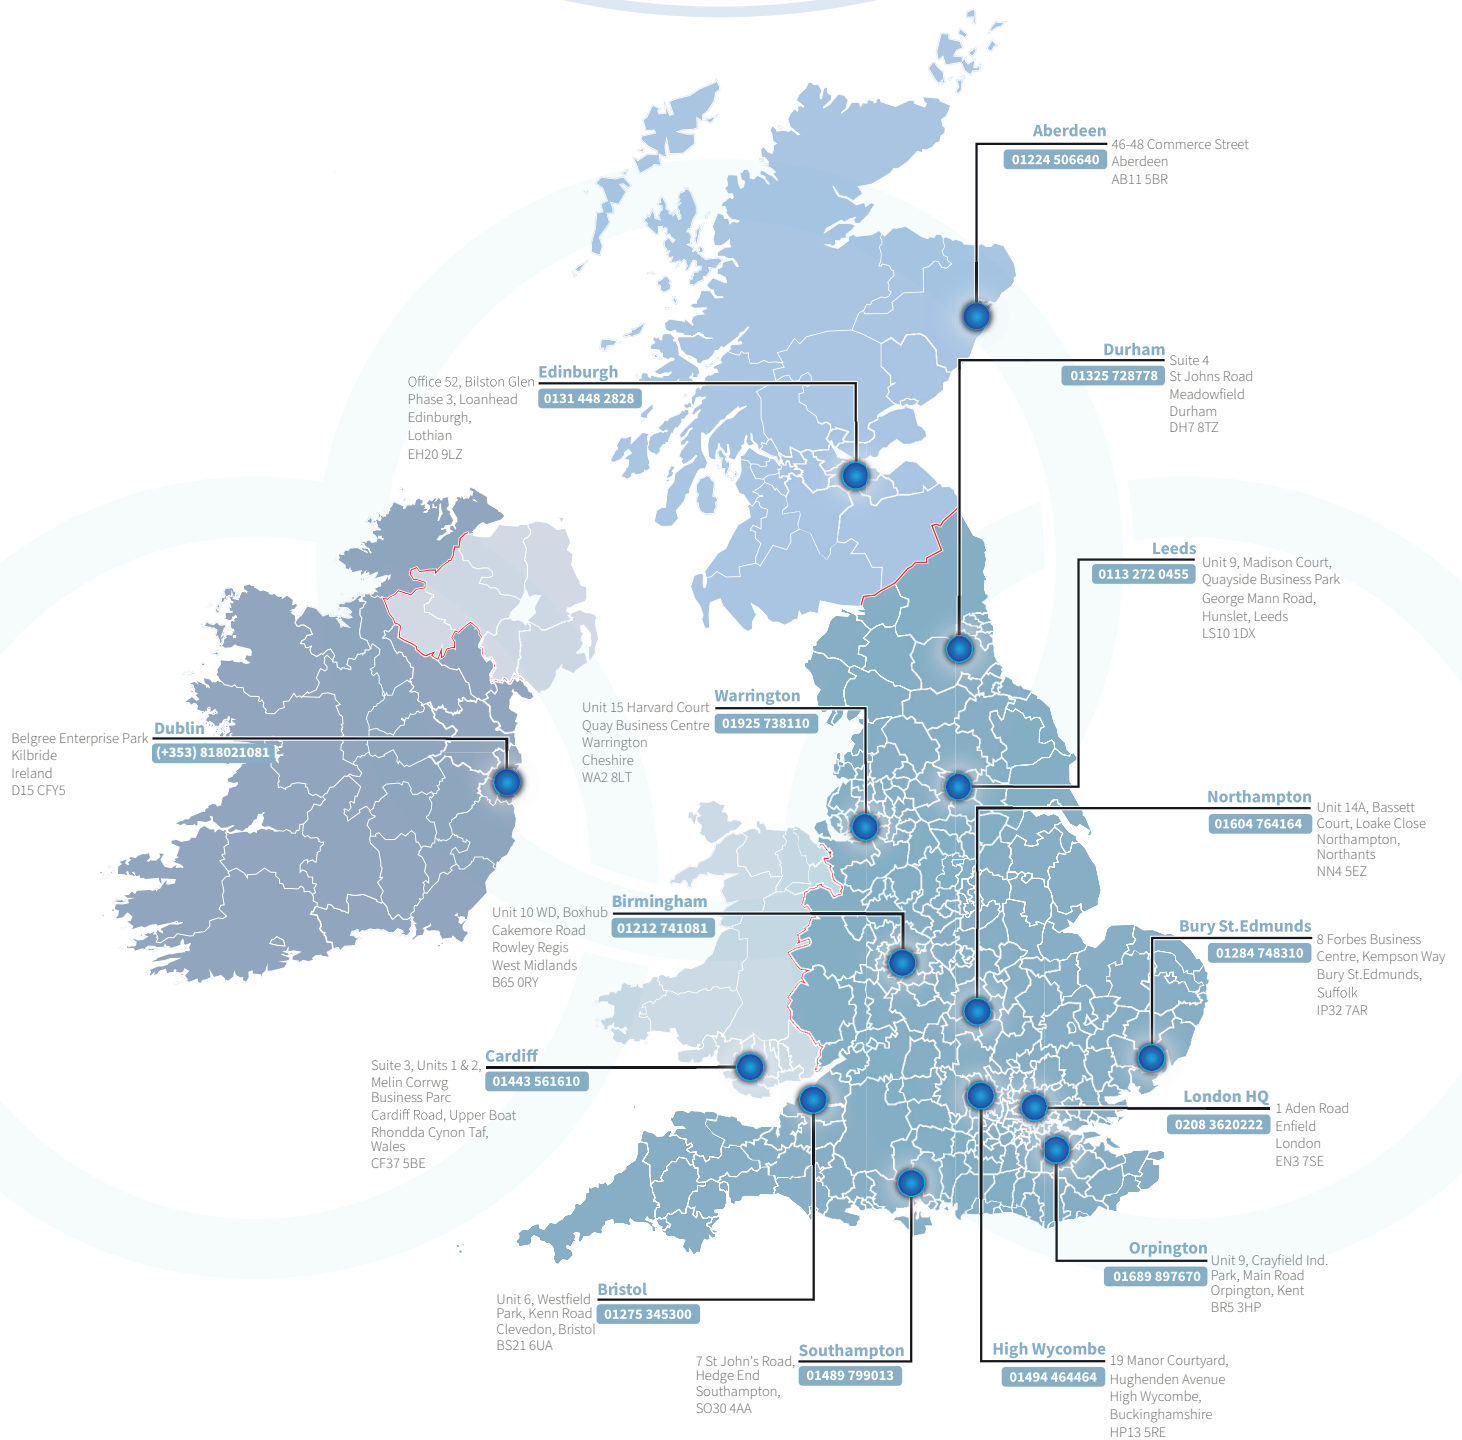 Aberdeen
01224 506640
46-48 Commerce Street
Aberdeen
AB11 5BR
Durham
01325 728778
Suite 4
St Johns Road
Meadowfield
Durham
DH7 8TZ
Edinburgh
0131 448 2828
Office 52, Bilston Glen
Phase 3, Loanhead
Edinburgh,
Lothian
EH20 9LZ
Leeds
0113 272 0455
Unit 9, Madison Court,
Quayside Business Park
George Mann Road,
Hunslet, Leeds
LS10 1DX
Warrington
01925 738110
Unit 15 Harvard Court
Quay Business Centre
Warrington
Cheshire
WA2 8LT
Dublin
(+353) 818021081
Belgree Enterprise Park
Kilbride
Ireland
D15 CFY5
Northampton
01604 764164
Unit 14A, Bassett
Court, Loake Close
Northampton,
Northants
NN4 5EZ
Birmingham
01212 741081
Unit 10 WD, Boxhub
Cakemore Road
Rowley Regis
West Midlands
B65 0RY
Bury St.Edmunds
01284 748310
8 Forbes Business
Centre, Kempson Way
Bury St.Edmunds,
Suffolk
IP32 7AR
Cardiff
01443 561610
Suite 3, Units 1 & 2,
Melin Corrwg
Business Parc
Cardiff Road, Upper Boat
Rhondda Cynon Taf,
Wales
CF37 5BE
London HQ
0208 3620222
1 Aden Road
Enfield
London
EN3 7SE
Orpington
01689 897670
Unit 9, Crayfield Ind.
Park, Main Road
Orpington, Kent
BR5 3HP
Bristol
01275 345300
Unit 6, Westfield
Park, Kenn Road
Clevedon, Bristol
BS21 6UA
Southampton
01489 799013
7 St John's Road,
Hedge End
Southampton,
SO30 4AA
High Wycombe
01494 464464
19 Manor Courtyard,
Hughenden Avenue
High Wycombe,
Buckinghamshire
HP13 5RE